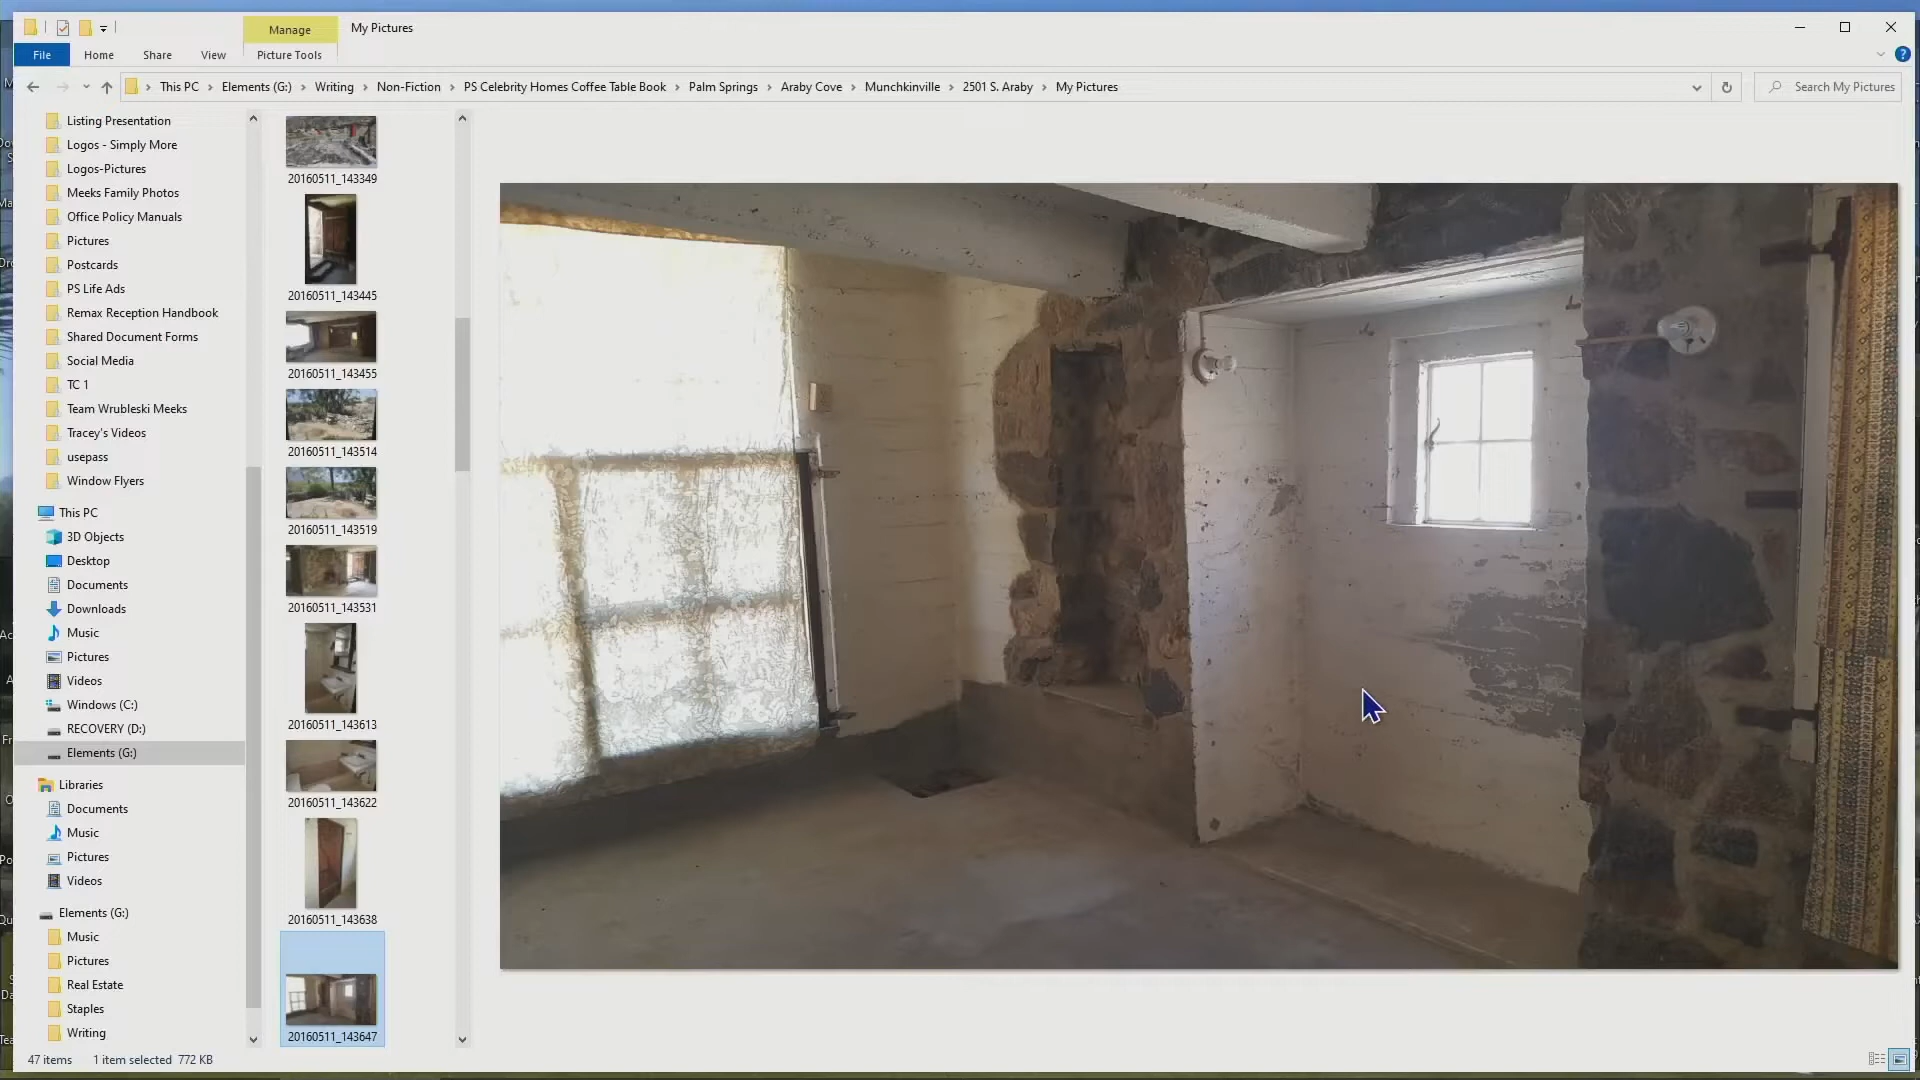 Manage
My Pictures
File
Home
Share
View
Picture Tools
This PC > Elements (G:) > Writing > Non-Fiction > PS Celebrity Homes Coffee Table Book > Palm Springs > Araby Cove > Munchkinville > 2501 S. Araby > My Pictures
Search My Pictures
Listing Presentation
Logos - Simply More
Logos-Pictures
Meeks Family Photos
Office Policy Manuals
Pictures
Postcards
PS Life Ads
Remax Reception Handbook
Shared Document Forms
Social Media
TC 1
Team Wrubleski Meeks
Tracey's Videos
usepass
Window Flyers
This PC
3D Objects
Desktop
Documents
Downloads
Music
Pictures
Videos
Windows (C:)
RECOVERY (D:)
Elements (G:)
Libraries
Documents
Music
Pictures
Videos
Elements (G:)
Music
Pictures
Real Estate
Staples
Writing
20160511_143349
20160511_143445
20160511_143455
20160511_143514
20160511_143519
20160511_143531
20160511_143613
20160511_143622
20160511_143638
20160511_143647
47 items
1 item selected 772 KB